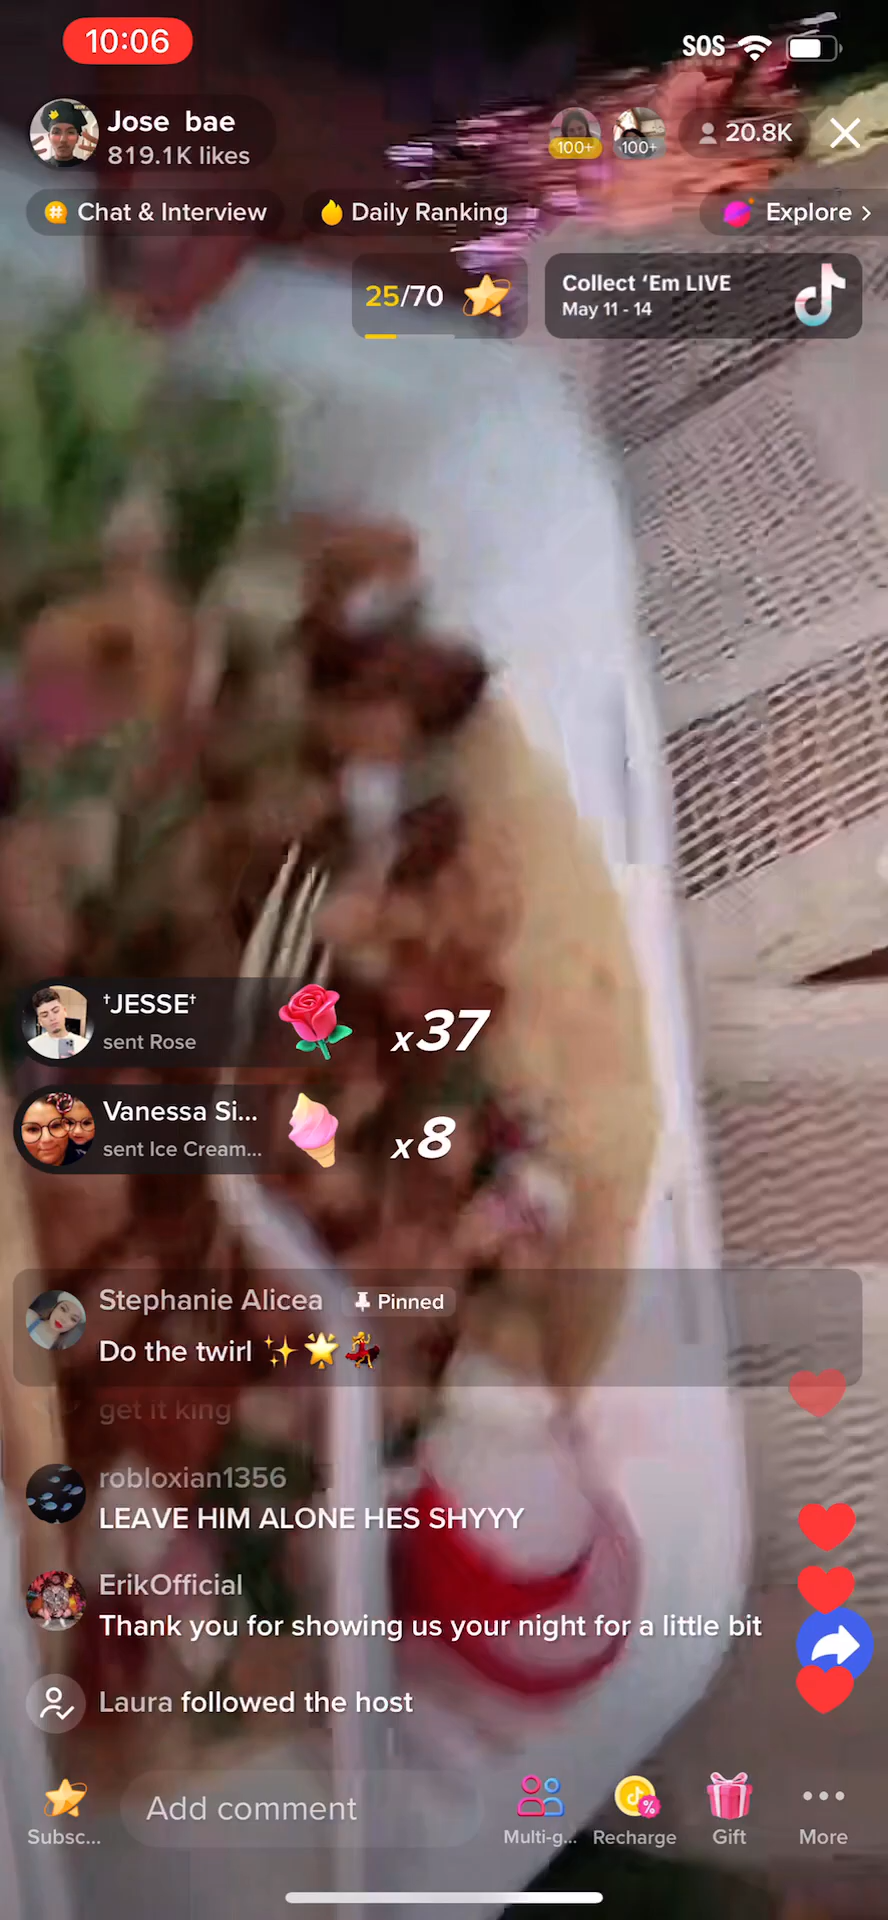 10:06
SOS
Jose bae
819.1K likes
100+
100+
20.8K
Chat & Interview
Daily Ranking
Explore >
25/70
Collect ‘Em LIVE
May 11 - 14
†JESSE†
sent Rose
x37
Vanessa Si...
sent Ice Cream...
x8
Stephanie Alicea
Pinned
Do the twirl ✨🌟💃
get it king
robloxian1356
LEAVE HIM ALONE HES SHYYY
ErikOfficial
Thank you for showing us your night for a little bit
Laura followed the host
Subsc...
Add comment
Multi-g...
Recharge
Gift
More